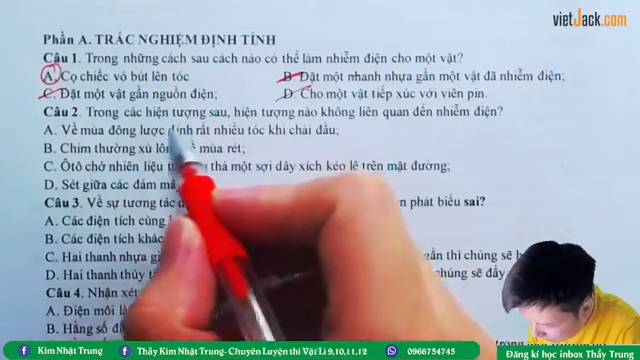 vietJack.com
Phần A. TRẮC NGHIỆM ĐỊNH TÍNH
Câu 1. Trong những cách sau cách nào có thể làm nhiễm điện cho một vật?
A. Cọ chiếc vỏ bút lên tóc B. Đặt một nhanh nhựa gần một vật đã nhiễm điện;
C. Đặt một vật gần nguồn điện; D. Cho một vật tiếp xúc với viên pin.
Câu 2. Trong các hiện tượng sau, hiện tượng nào không liên quan đến nhiễm điện?
A. Về mùa đông lược dính rất nhiều tóc khi chải đầu;
B. Chim thường xù lông mùa rét;
C. Ôtô chở nhiên liệu thả một sợi dây xích kéo lê trên mặt đường;
D. Sét giữa các đám
Câu 3. Về sự tương tác phát biểu sai?
A. Các điện tích cùng
B. Các điện tích khác
C. Hai thanh nhựa gần thì chúng sẽ
D. Hai thanh thủy chúng sẽ đẩy
Câu 4. Nhận xét
A. Điện môi là
B. Hằng số
trong
Kim Nhật Trung
Thầy Kim Nhật Trung- Chuyên Luyện thi Vật Lí 9,10,11,12
0966754745
Đăng kí học inbox Thầy Trung